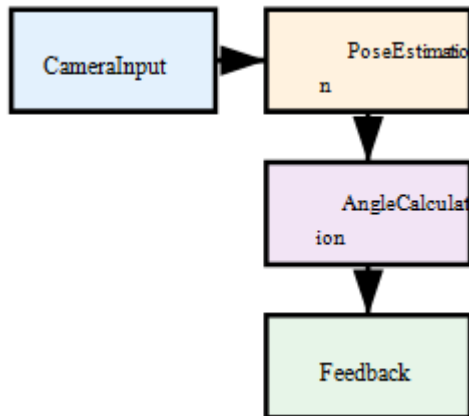 CameraInput
PoseEstimatio
n
AngleCalculat
ion
Feedback